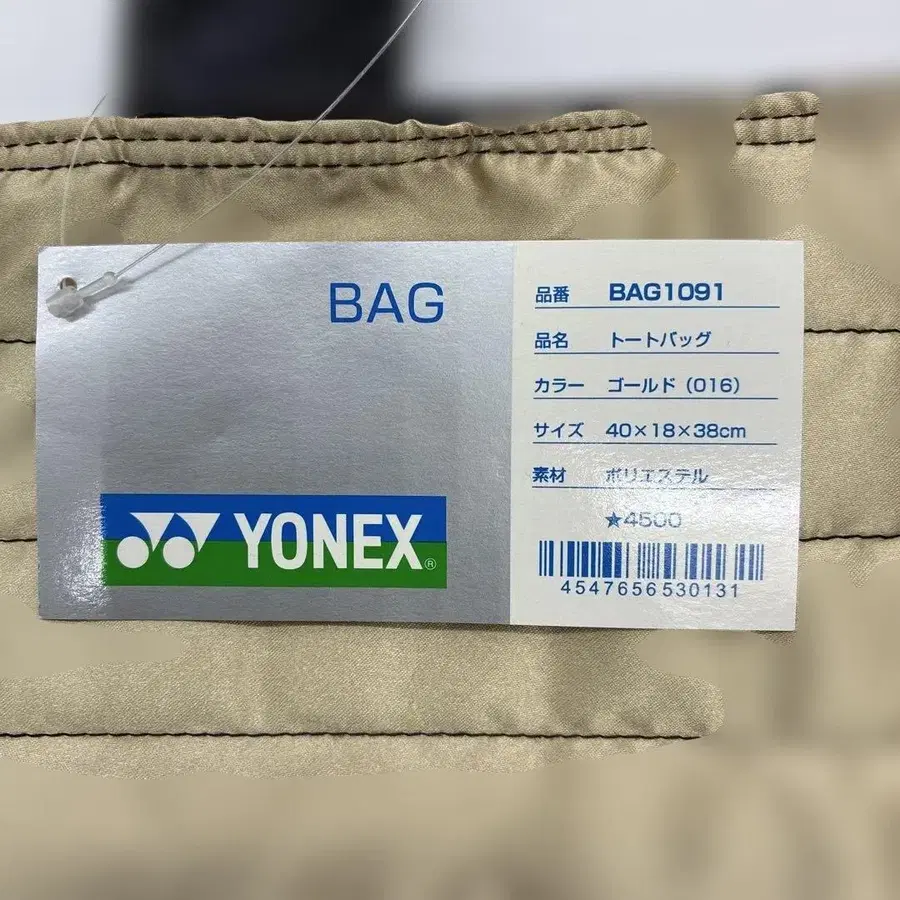 BAG
YONEX®
品番 BAG1091
品名 トートバッグ
カラー ゴールド(016)
サイズ 40×18×38cm
素材 ポリエステル
★4500
4547656530131